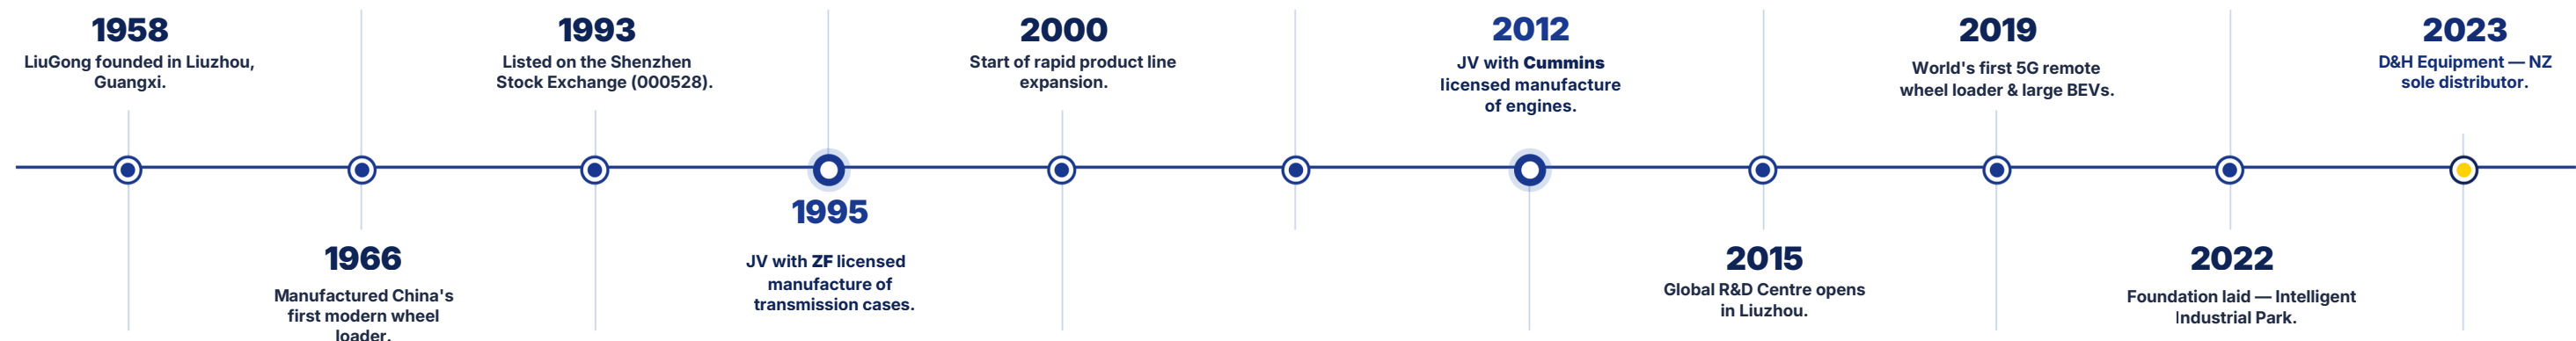 1958
LiuGong founded in Liuzhou,
Guangxi.
1966
Manufactured China's
first modern wheel
loader.
1993
Listed on the Shenzhen
Stock Exchange (000528).
1995
JV with ZF licensed
manufacture of
transmission cases.
2000
Start of rapid product line
expansion.
2012
JV with Cummins
licensed manufacture
of engines.
2015
Global R&D Centre opens
in Liuzhou.
2019
World's first 5G remote
wheel loader & large BEVs.
2022
Foundation laid — Intelligent
Industrial Park.
2023
D&H Equipment — NZ
sole distributor.